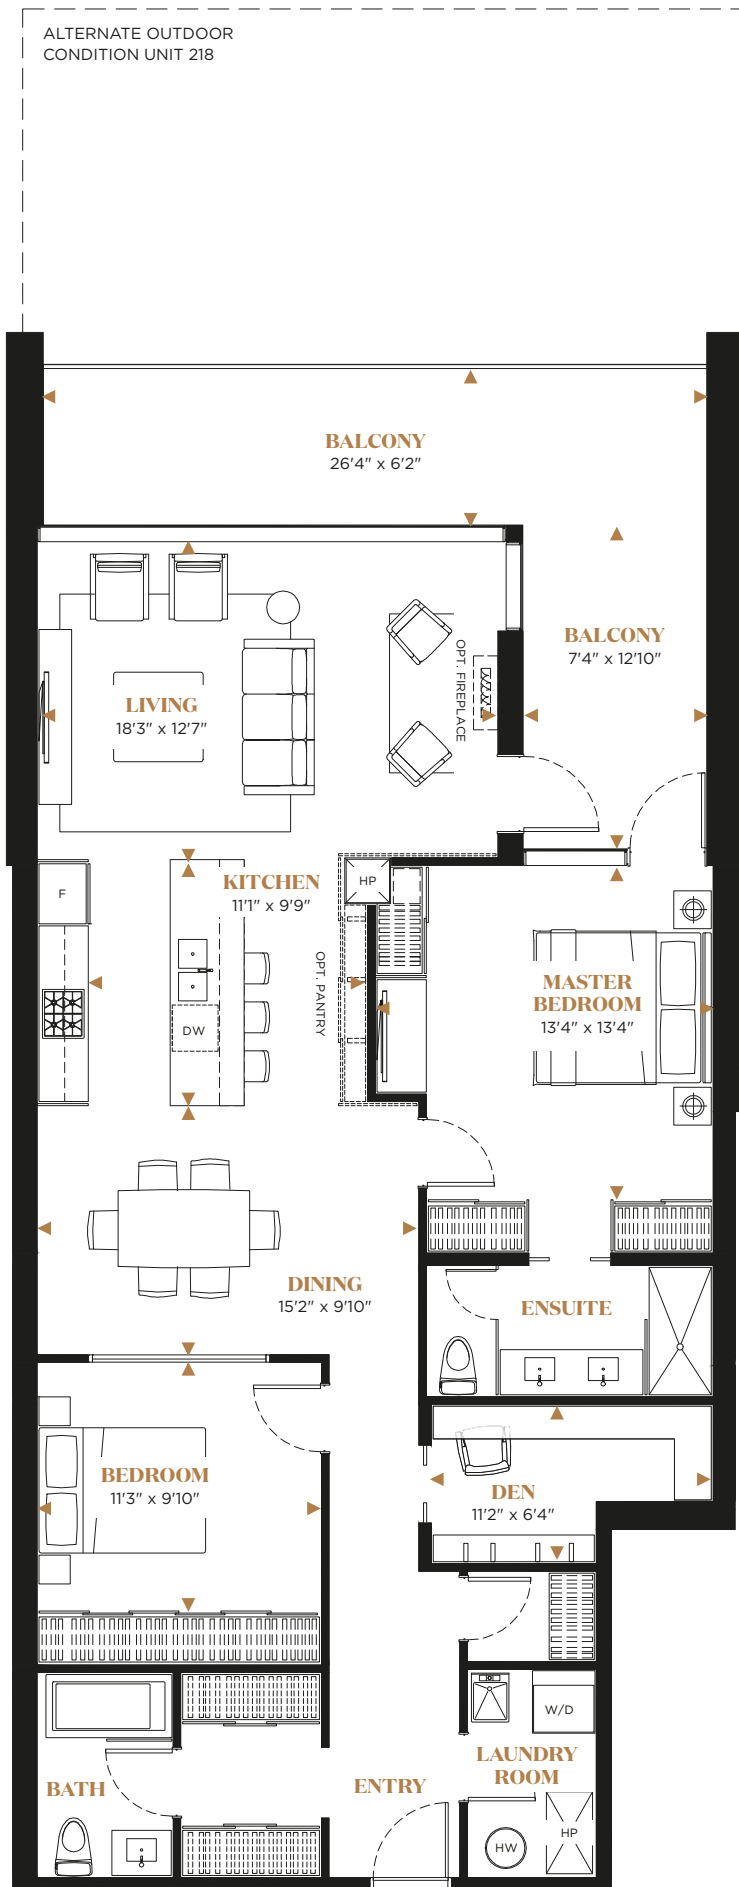 ALTERNATE OUTDOOR
CONDITION UNIT 218
BALCONY
26'4" x 6'2"
BALCONY
7'4" x 12'10"
OPT. FIREPLACE
LIVING
18'3" x 12'7"
KITCHEN
11'1" x 9'9"
HP
F
OPT. PANTRY
DW
MASTER
BEDROOM
13'4" x 13'4"
DINING
15'2" x 9'10"
ENSUITE
BEDROOM
11'3" x 9'10"
DEN
11'2" x 6'4"
W/D
LAUNDRY
ROOM
BATH
ENTRY
HW
HP